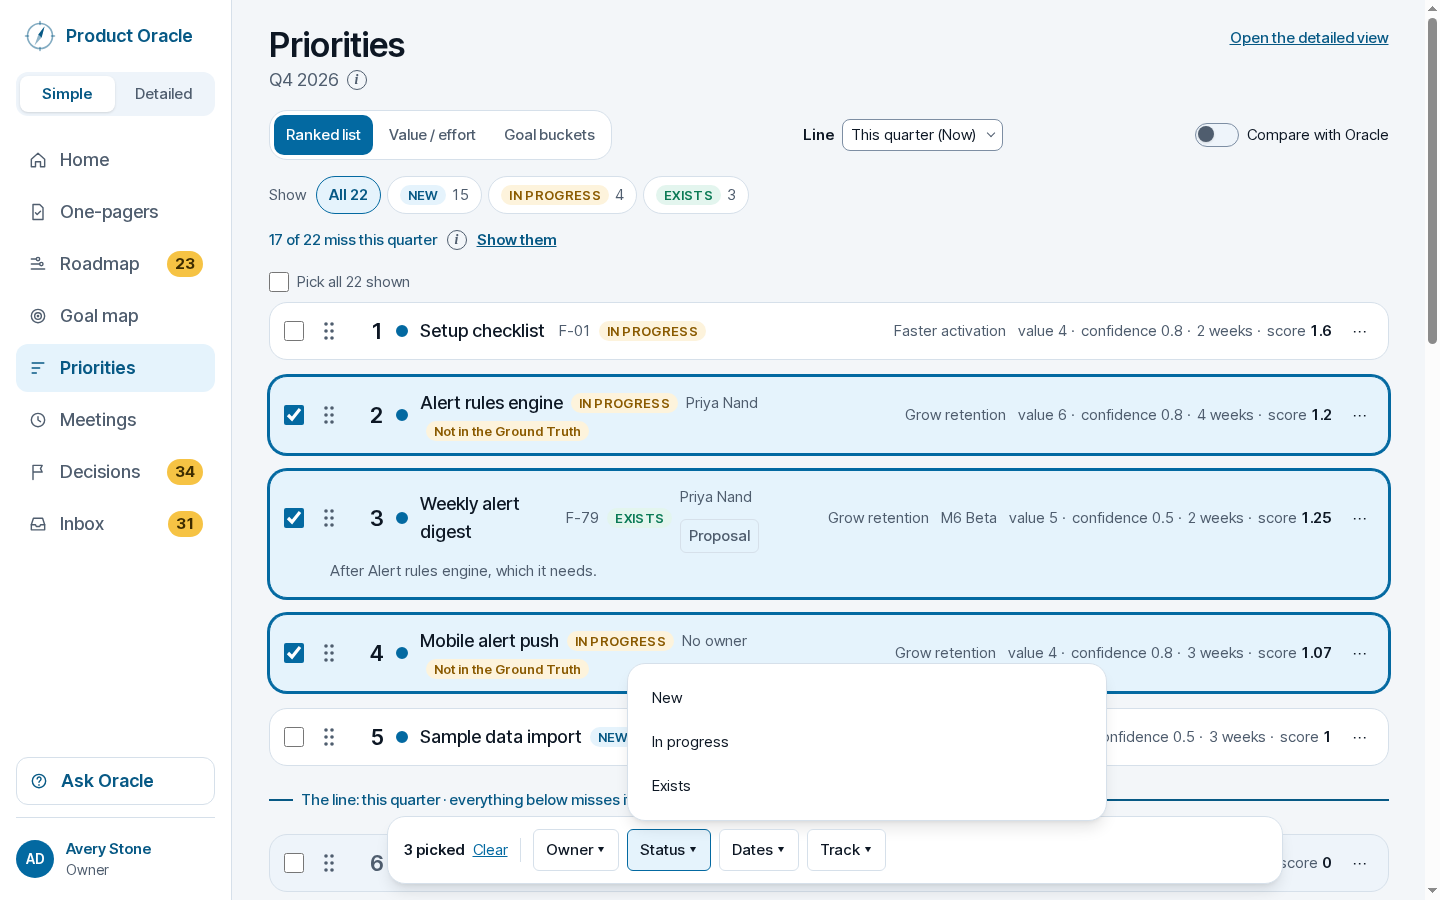 Product Oracle
Simple Detailed
Home
One-pagers
Roadmap 23
Goal map
Priorities
Meetings
Decisions 34
Inbox 31
Ask Oracle
AD Avery Stone
Owner
Priorities
Open the detailed view
Q4 2026 i
Ranked list Value / effort Goal buckets
Line This quarter (Now)
Compare with Oracle
Show All 22 NEW 15 IN PROGRESS 4 EXISTS 3
17 of 22 miss this quarter i Show them
Pick all 22 shown
1 Setup checklist F-01 IN PROGRESS Faster activation value 4 · confidence 0.8 · 2 weeks · score 1.6 ...
2 Alert rules engine IN PROGRESS Priya Nand Grow retention value 6 · confidence 0.8 · 4 weeks · score 1.2 ...
Not in the Ground Truth
3 Weekly alert digest F-79 EXISTS Priya Nand Proposal Grow retention M6 Beta value 5 · confidence 0.5 · 2 weeks · score 1.25 ...
After Alert rules engine, which it needs.
4 Mobile alert push IN PROGRESS No owner Grow retention value 4 · confidence 0.8 · 3 weeks · score 1.07 ...
Not in the Ground Truth
New
In progress
Exists
5 Sample data import NEW confidence 0.5 · 3 weeks · score 1 ...
The line: this quarter · everything below misses
6 score 0 ...
3 picked Clear Owner ▾ Status ▾ Dates ▾ Track ▾